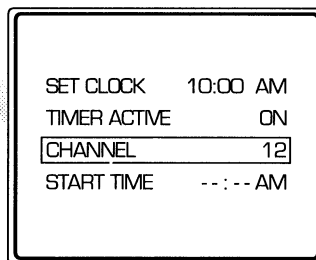 SET CLOCK 10:00 AM
TIMER ACTIVE ON
CHANNEL 12
START TIME --:-- AM